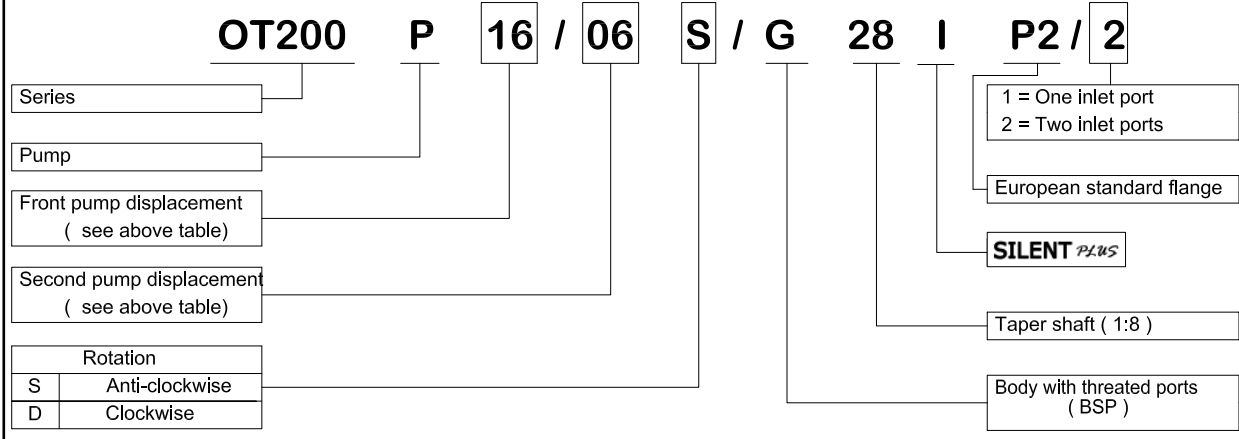 OT200 P 16 / 06 S / G 28 I P2 / 2
Series
Pump
Front pump displacement
( see above table)
Second pump displacement
( see above table)
Rotation
S Anti-clockwise
D Clockwise
1 = One inlet port
2 = Two inlet ports
European standard flange
SILENT PLUS
Taper shaft ( 1:8 )
Body with threated ports
( BSP )